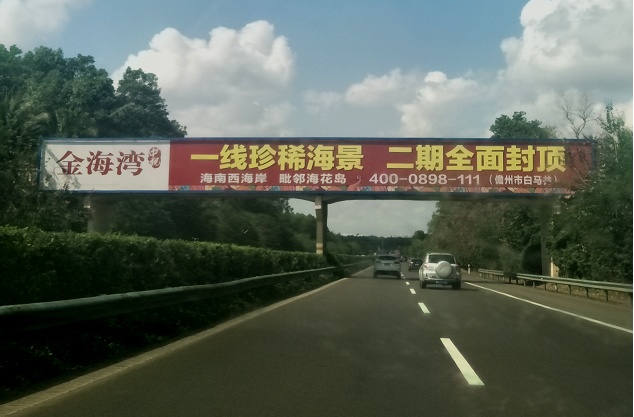 金海湾
一线珍稀海景 二期全面封顶
海南西海岸 毗邻海花岛 400-0898-111（儋州市白马井）